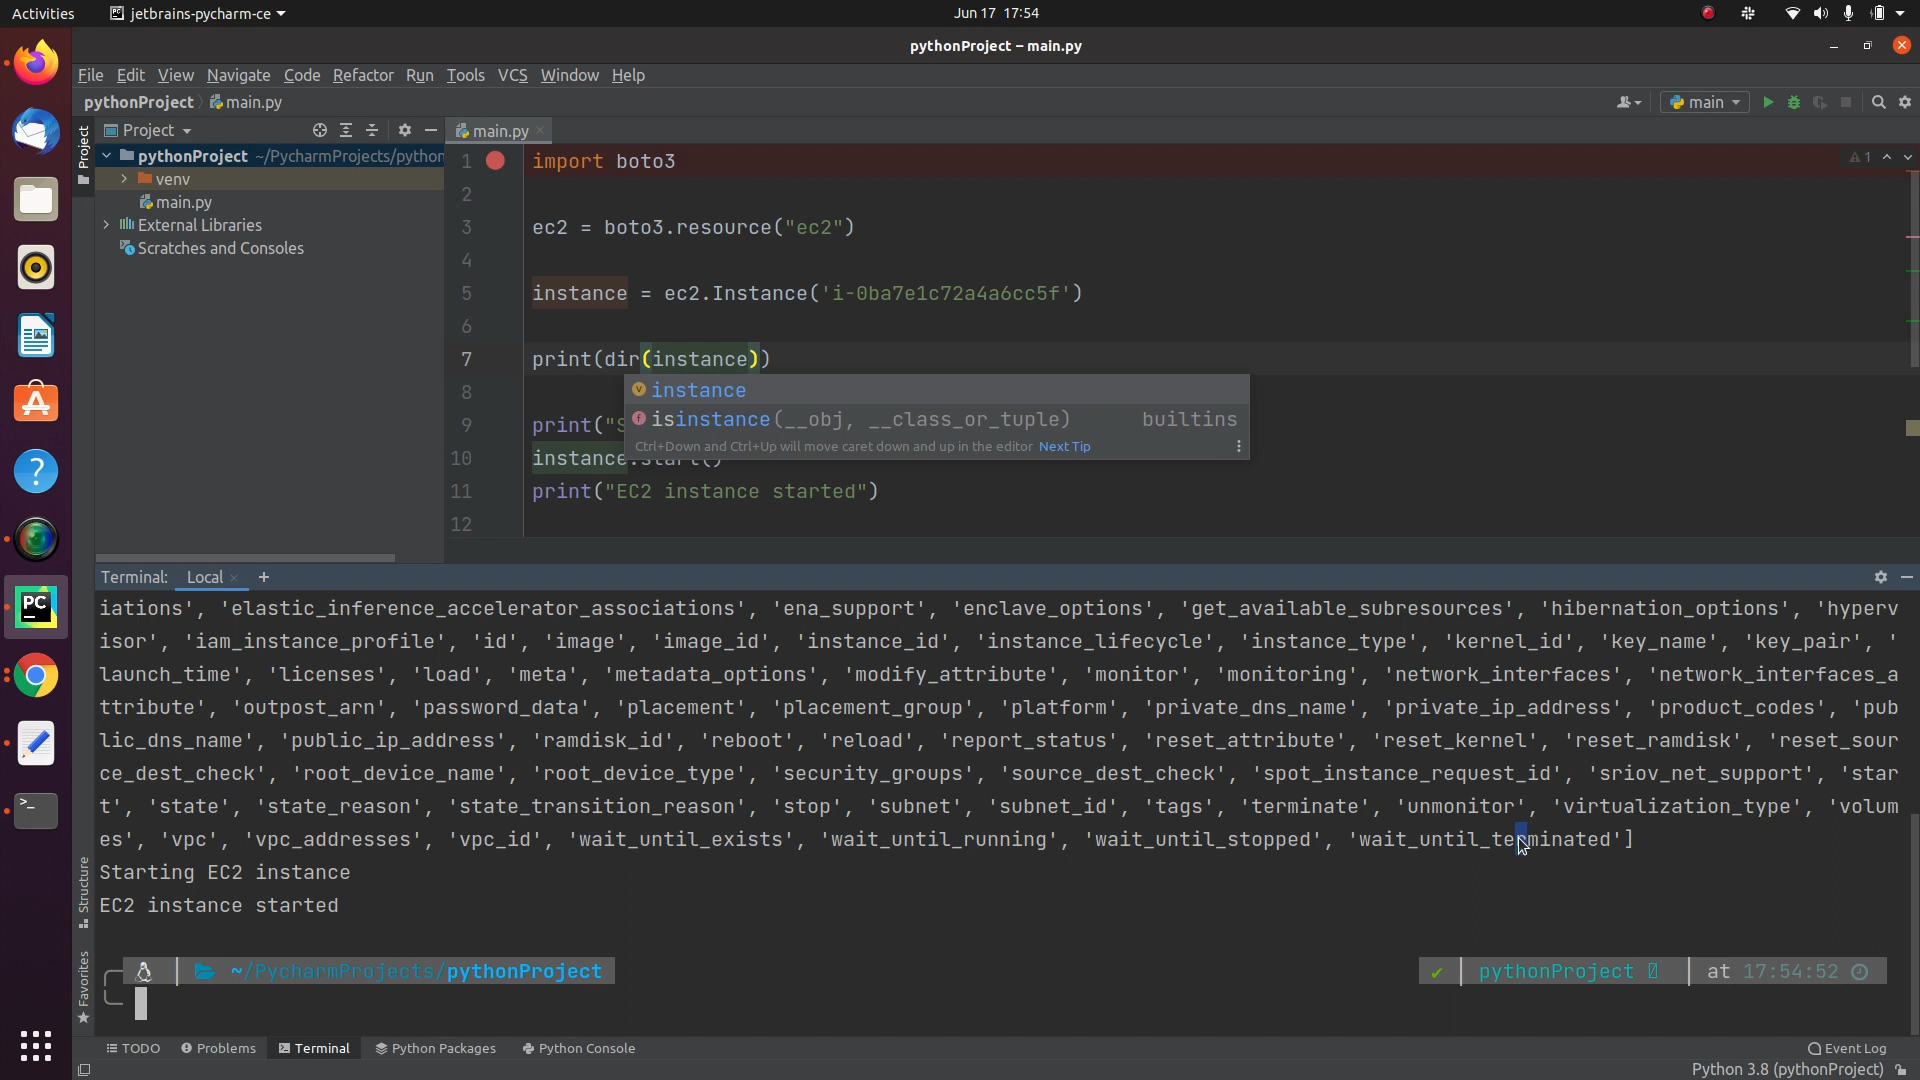 Activities
jetbrains-pycharm-ce
Jun 17 17:54
pythonProject – main.py
File Edit View Navigate Code Refactor Run Tools VCS Window Help
pythonProject main.py
main
Project
main.py
Project
pythonProject ~/PycharmProjects/python
venv
main.py
External Libraries
Scratches and Consoles
1 import boto3
1
2
3 ec2 = boto3.resource("ec2")
4
5 instance = ec2.Instance('i-0ba7e1c72a4a6cc5f')
6
7 print(dir(instance))
8
instance
isinstance(__obj, __class_or_tuple) builtins
Ctrl+Down and Ctrl+Up will move caret down and up in the editor Next Tip
9 print("S
10 instance.start()
11 print("EC2 instance started")
12
Terminal: Local +
iations', 'elastic_inference_accelerator_associations', 'ena_support', 'enclave_options', 'get_available_subresources', 'hibernation_options', 'hyperv
isor', 'iam_instance_profile', 'id', 'image', 'image_id', 'instance_id', 'instance_lifecycle', 'instance_type', 'kernel_id', 'key_name', 'key_pair', '
launch_time', 'licenses', 'load', 'meta', 'metadata_options', 'modify_attribute', 'monitor', 'monitoring', 'network_interfaces', 'network_interfaces_a
ttribute', 'outpost_arn', 'password_data', 'placement', 'placement_group', 'platform', 'private_dns_name', 'private_ip_address', 'product_codes', 'pub
lic_dns_name', 'public_ip_address', 'ramdisk_id', 'reboot', 'reload', 'report_status', 'reset_attribute', 'reset_kernel', 'reset_ramdisk', 'reset_sour
ce_dest_check', 'root_device_name', 'root_device_type', 'security_groups', 'source_dest_check', 'spot_instance_request_id', 'sriov_net_support', 'star
t', 'state', 'state_reason', 'state_transition_reason', 'stop', 'subnet', 'subnet_id', 'tags', 'terminate', 'unmonitor', 'virtualization_type', 'volum
es', 'vpc', 'vpc_addresses', 'vpc_id', 'wait_until_exists', 'wait_until_running', 'wait_until_stopped', 'wait_until_terminated']
Starting EC2 instance
EC2 instance started
~/PycharmProjects/pythonProject
pythonProject
at 17:54:52
Structure
Favorites
TODO Problems Terminal Python Packages Python Console
Event Log
Python 3.8 (pythonProject)